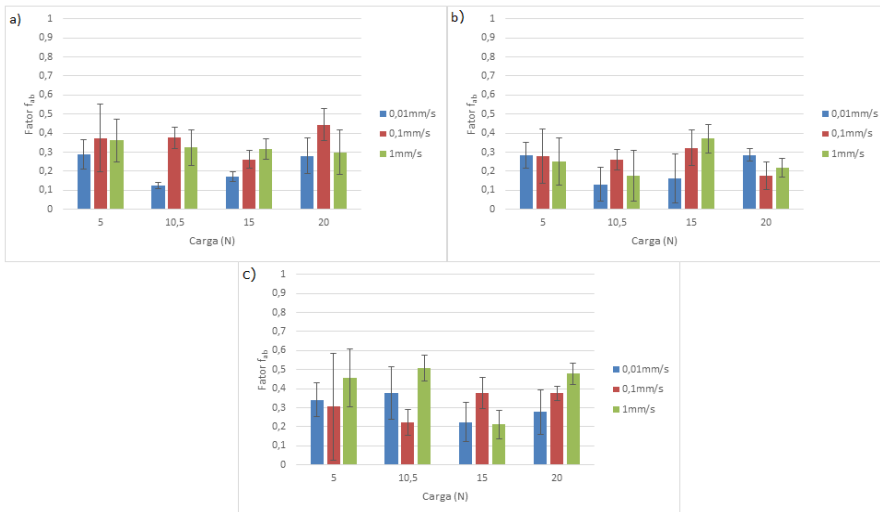 a)
1
0,9
0,8
0,7
0,6
0,5
0,4
0,3
0,2
0,1
0
Fator fab
5 10,5 15 20
Carga (N)
0,01mm/s
0,1mm/s
1mm/s
b)
1
0,9
0,8
0,7
0,6
0,5
0,4
0,3
0,2
0,1
0
Fator fab
5 10,5 15 20
Carga (N)
0,01mm/s
0,1mm/s
1mm/s
c)
1
0,9
0,8
0,7
0,6
0,5
0,4
0,3
0,2
0,1
0
Fator fab
5 10,5 15 20
Carga (N)
0,01mm/s
0,1mm/s
1mm/s